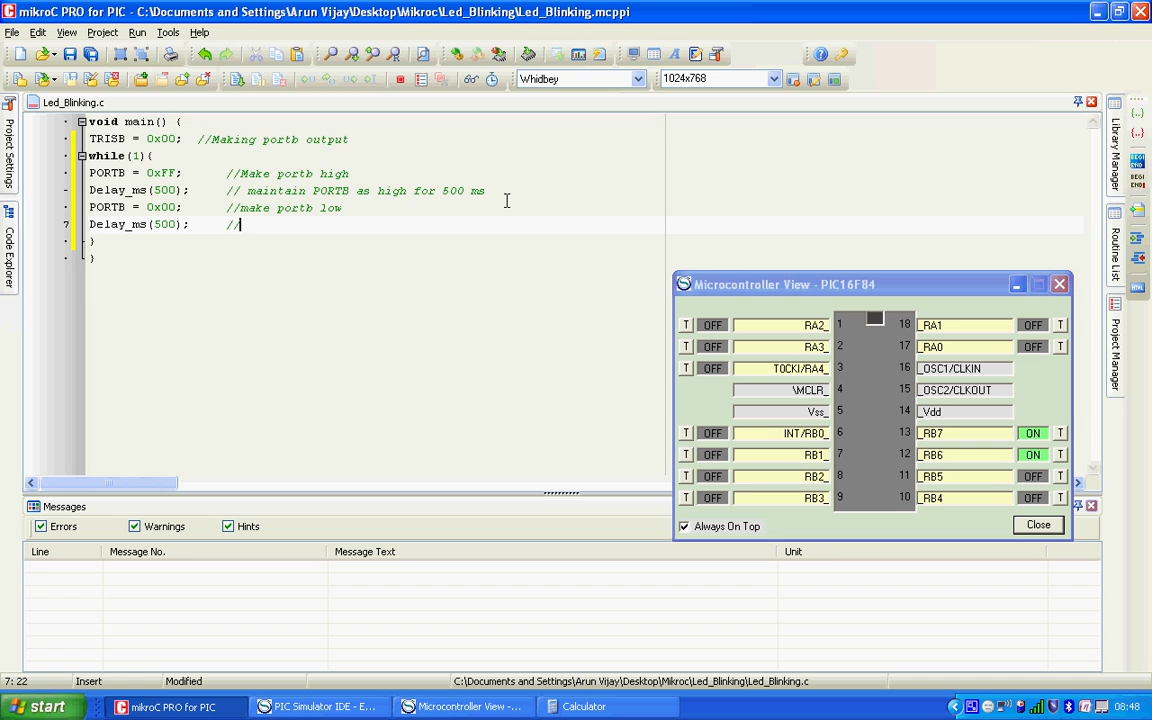 mikroC PRO for PIC - C:\Documents and Settings\Arun Vijay\Desktop\Mikroc\Led_Blinking\Led_Blinking.mcppi
File Edit View Project Run Tools Help
Whidbey 1024x768
Led_Blinking.c
void main() {
TRISB = 0x00; //Making portb output
while(1){
PORTB = 0xFF; //Make portb high
Delay_ms(500); // maintain PORTB as high for 500 ms
PORTB = 0x00; //make portb low
7 Delay_ms(500); //
}
}
Project Settings
Code Explorer
Library Manager
Routine List
Project Manager
Microcontroller View - PIC16F84
T OFF RA2_ 1 18 _RA1 OFF T
T OFF RA3_ 2 17 _RA0 OFF T
T OFF T0CKI/RA4_ 3 16 _OSC1/CLKIN
\MCLR_ 4 15 _OSC2/CLKOUT
Vss_ 5 14 _Vdd
T OFF INT/RB0_ 6 13 _RB7 ON T
T OFF RB1_ 7 12 _RB6 ON T
T OFF RB2_ 8 11 _RB5 OFF T
T OFF RB3_ 9 10 _RB4 OFF T
Always On Top Close
Messages
Errors Warnings Hints
Line Message No. Message Text Unit
7: 22 Insert Modified C:\Documents and Settings\Arun Vijay\Desktop\Mikroc\Led_Blinking\Led_Blinking.c
start mikroC PRO for PIC PIC Simulator IDE - E... Microcontroller View -... Calculator 08:48